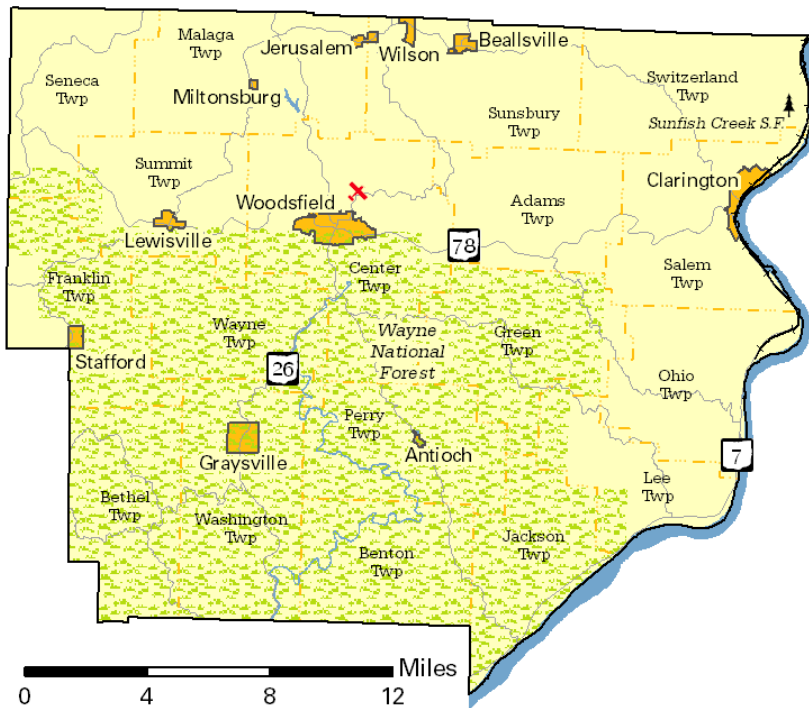 Malaga
Twp
Jerusalem
Wilson
Beallsville
Seneca
Twp
Miltonsburg
Switzerland
Twp
Sunsbury
Twp
Sunfish Creek S.F.
Summit
Twp
Clarington
Woodsfield
Adams
Twp
Lewisville
78
Center
Twp
Salem
Twp
Franklin
Twp
Wayne
Twp
Wayne
National
Forest
Green
Twp
Stafford
26
Ohio
Twp
Perry
Twp
Antioch
Graysville
7
Lee
Twp
Bethel
Twp
Washington
Twp
Jackson
Twp
Benton
Twp
Miles
0 4 8 12